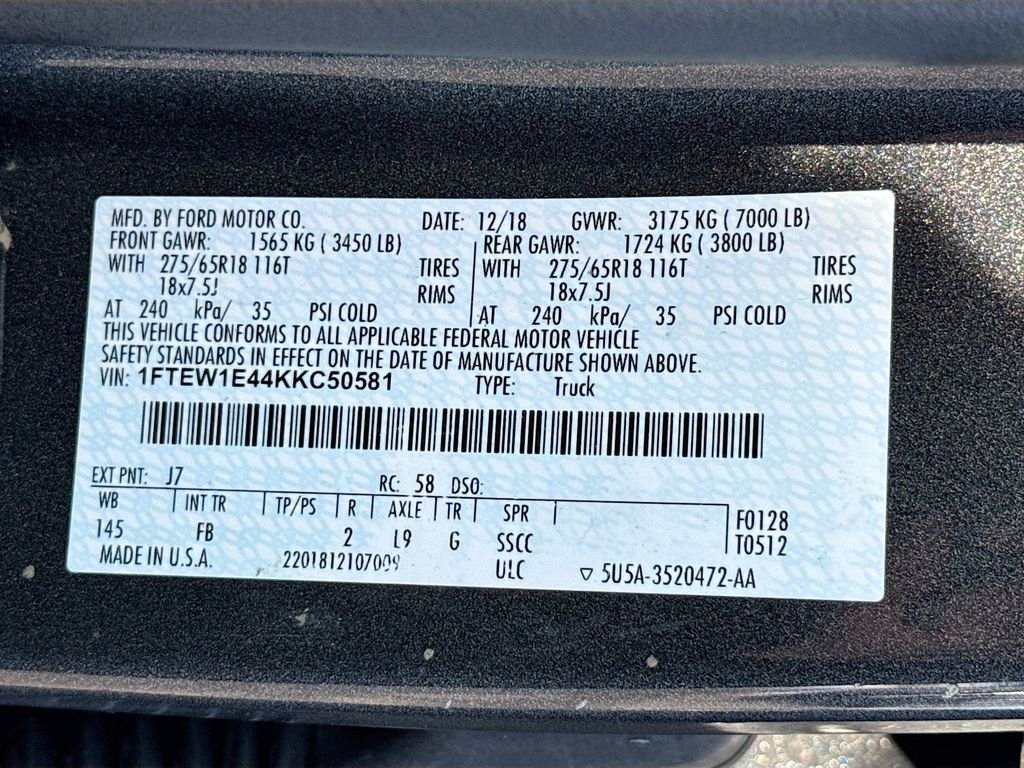 MFD. BY FORD MOTOR CO. DATE: 12/18 GVWR: 3175 KG ( 7000 LB)
FRONT GAWR: 1565 KG ( 3450 LB) REAR GAWR: 1724 KG ( 3800 LB)
WITH 275/65R18 116T TIRES WITH 275/65R18 116T TIRES
18x7.5J RIMS 18x7.5J RIMS
AT 240 kPa/ 35 PSI COLD AT 240 kPa/ 35 PSI COLD
THIS VEHICLE CONFORMS TO ALL APPLICABLE FEDERAL MOTOR VEHICLE
SAFETY STANDARDS IN EFFECT ON THE DATE OF MANUFACTURE SHOWN ABOVE.
VIN: 1FTEW1E44KKC50581 TYPE: Truck
EXT PNT: J7 RC: 58 DSO:
WB INT TR TP/PS R AXLE TR SPR F0128
145 FB 2 L9 G SSCC T0512
MADE IN U.S.A. 2201812107009 ULC ▽ 5U5A-3520472-AA